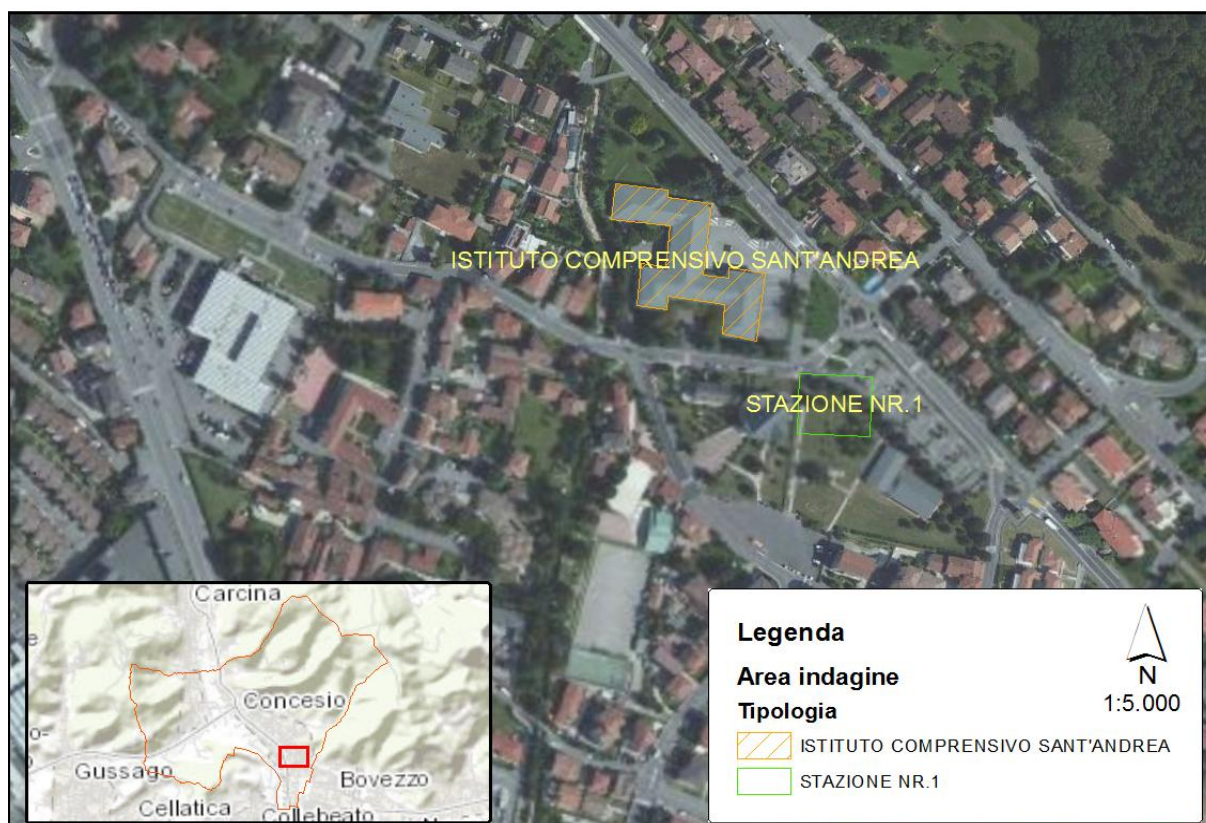 ISTITUTO COMPRENSIVO SANT'ANDREA
STAZIONE NR.1
Carcina
Concesio
Gussago
Bovezzo
Cellatica
Collebeato
Legenda
Area indagine
Tipologia
ISTITUTO COMPRENSIVO SANT'ANDREA
STAZIONE NR.1
N
1:5.000